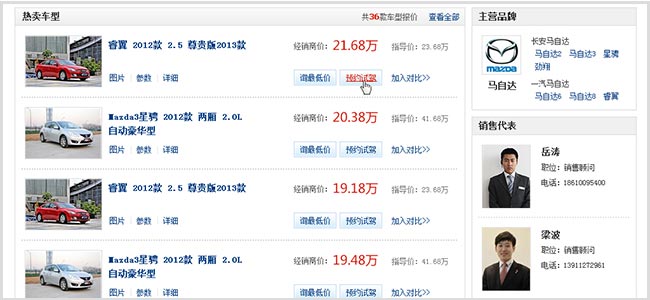 热卖车型
共36款车型报价 查看全部
睿翼 2012款 2.5 尊贵版2013款
经销商价: 21.68万 指导价: 23.68万
图片 参数 详细
询最低价 预约试驾 加入对比>>
Mazda3星骋 2012款 两厢 2.0L
自动豪华型
经销商价: 20.38万 指导价: 41.68万
图片 参数 详细
询最低价 预约试驾 加入对比>>
睿翼 2012款 2.5 尊贵版2013款
经销商价: 19.18万 指导价: 23.68万
图片 参数 详细
询最低价 预约试驾 加入对比>>
Mazda3星骋 2012款 两厢 2.0L
自动豪华型
经销商价: 19.48万 指导价: 41.68万
图片 参数 详细
询最低价 预约试驾 加入对比>>
主营品牌
mazda
马自达
长安马自达
马自达2 马自达3 星骋
劲翔
一汽马自达
马自达6 马自达8 睿翼
销售代表
岳涛
职位: 销售顾问
电话: 18610095400
梁波
职位: 销售顾问
电话: 13911272961